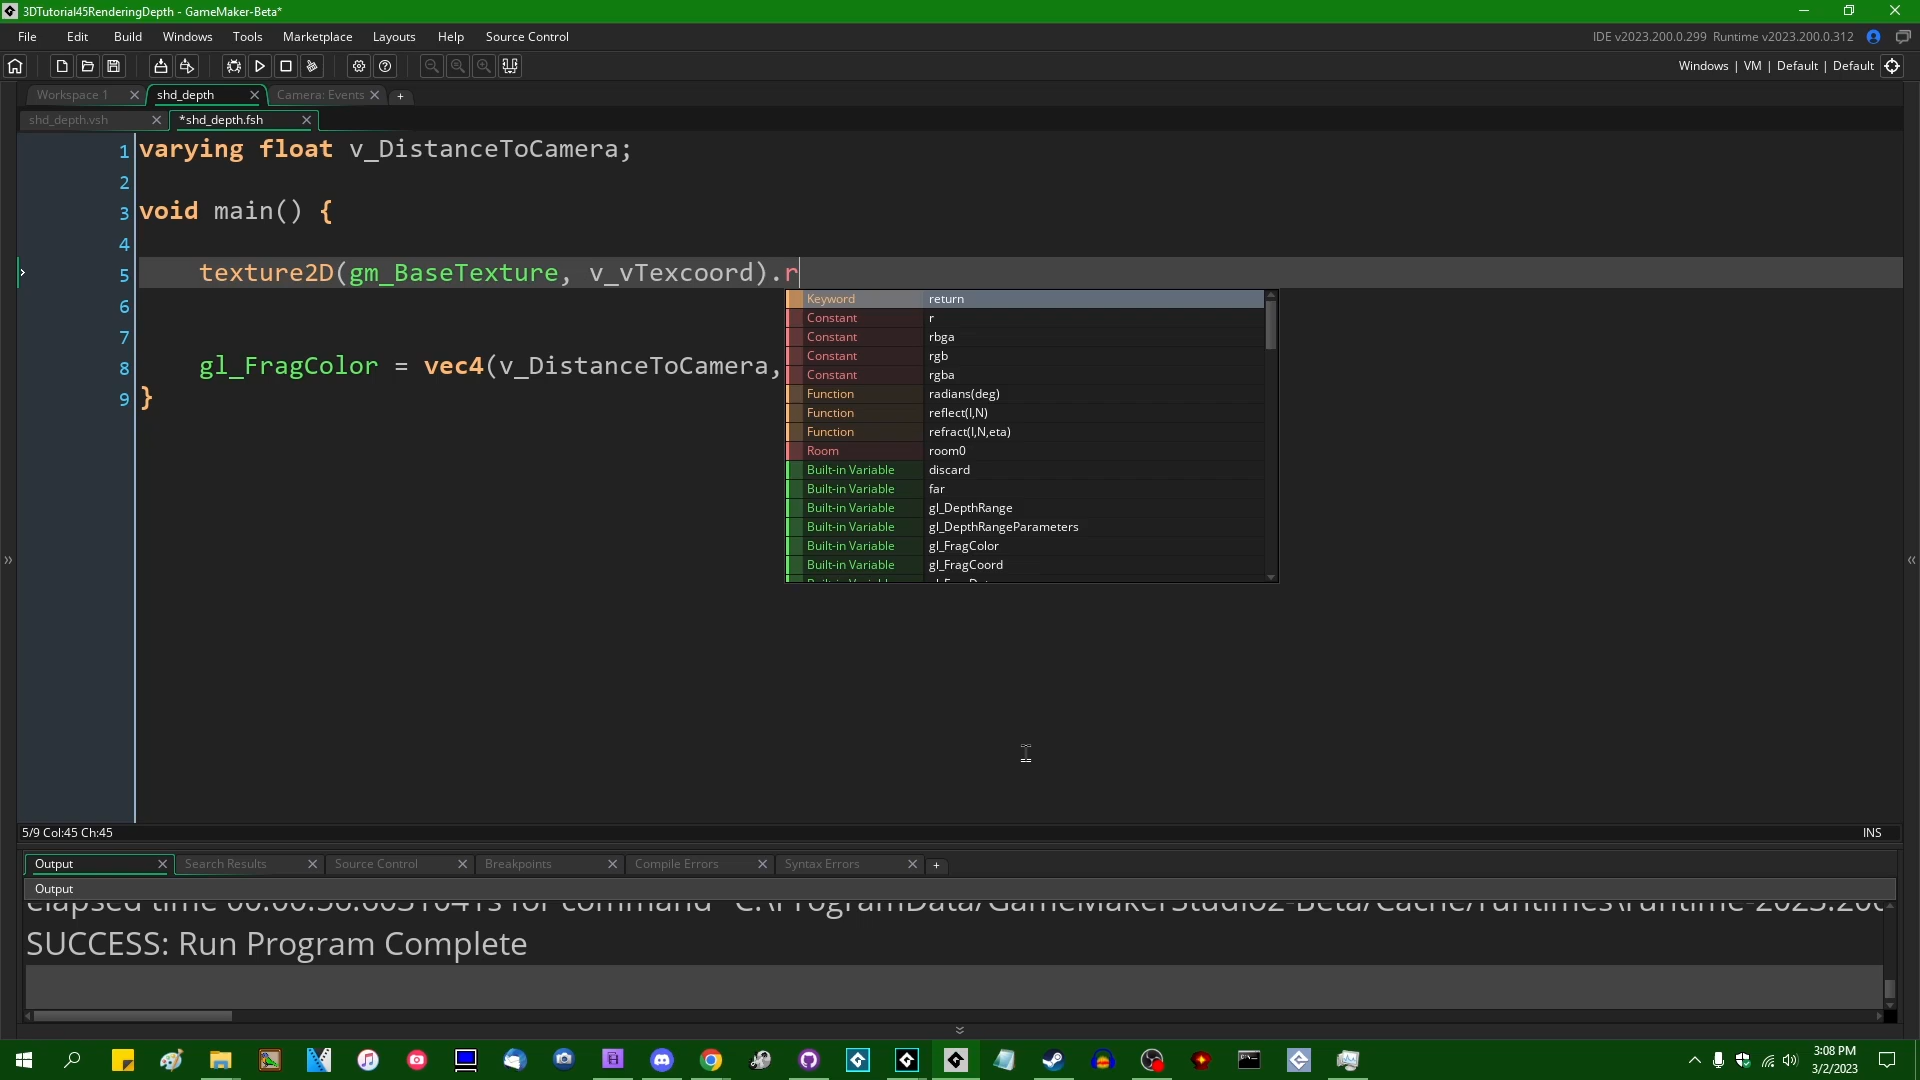 3DTutorial45RenderingDepth - GameMaker-Beta*
File Edit Build Windows Tools Marketplace Layouts Help Source Control
IDE v2023.200.0.299 Runtime v2023.200.0.312
Windows | VM | Default | Default
Workspace 1 shd_depth Camera: Events +
shd_depth.vsh *shd_depth.fsh
1 varying float v_DistanceToCamera;
2
3 void main() {
4
5 texture2D(gm_BaseTexture, v_vTexcoord).r
6
7
8 gl_FragColor = vec4(v_DistanceToCamera,
9 }
Keyword return
Constant r
Constant rbga
Constant rgb
Constant rgba
Function radians(deg)
Function reflect(I,N)
Function refract(I,N,eta)
Room room0
Built-in Variable discard
Built-in Variable far
Built-in Variable gl_DepthRange
Built-in Variable gl_DepthRangeParameters
Built-in Variable gl_FragColor
Built-in Variable gl_FragCoord
5/9 Col:45 Ch:45
INS
Output Search Results Source Control Breakpoints Compile Errors Syntax Errors +
Output
SUCCESS: Run Program Complete
3:08 PM
3/2/2023